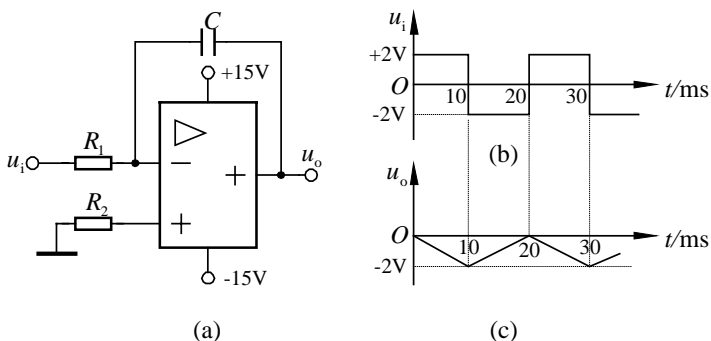 C
+15V
u_i
R_1
−
+
u_o
R_2
+
-15V
(a)
u_i
+2V
O
10
20
30
t/ms
-2V
(b)
u_o
O
10
20
30
t/ms
-2V
(c)